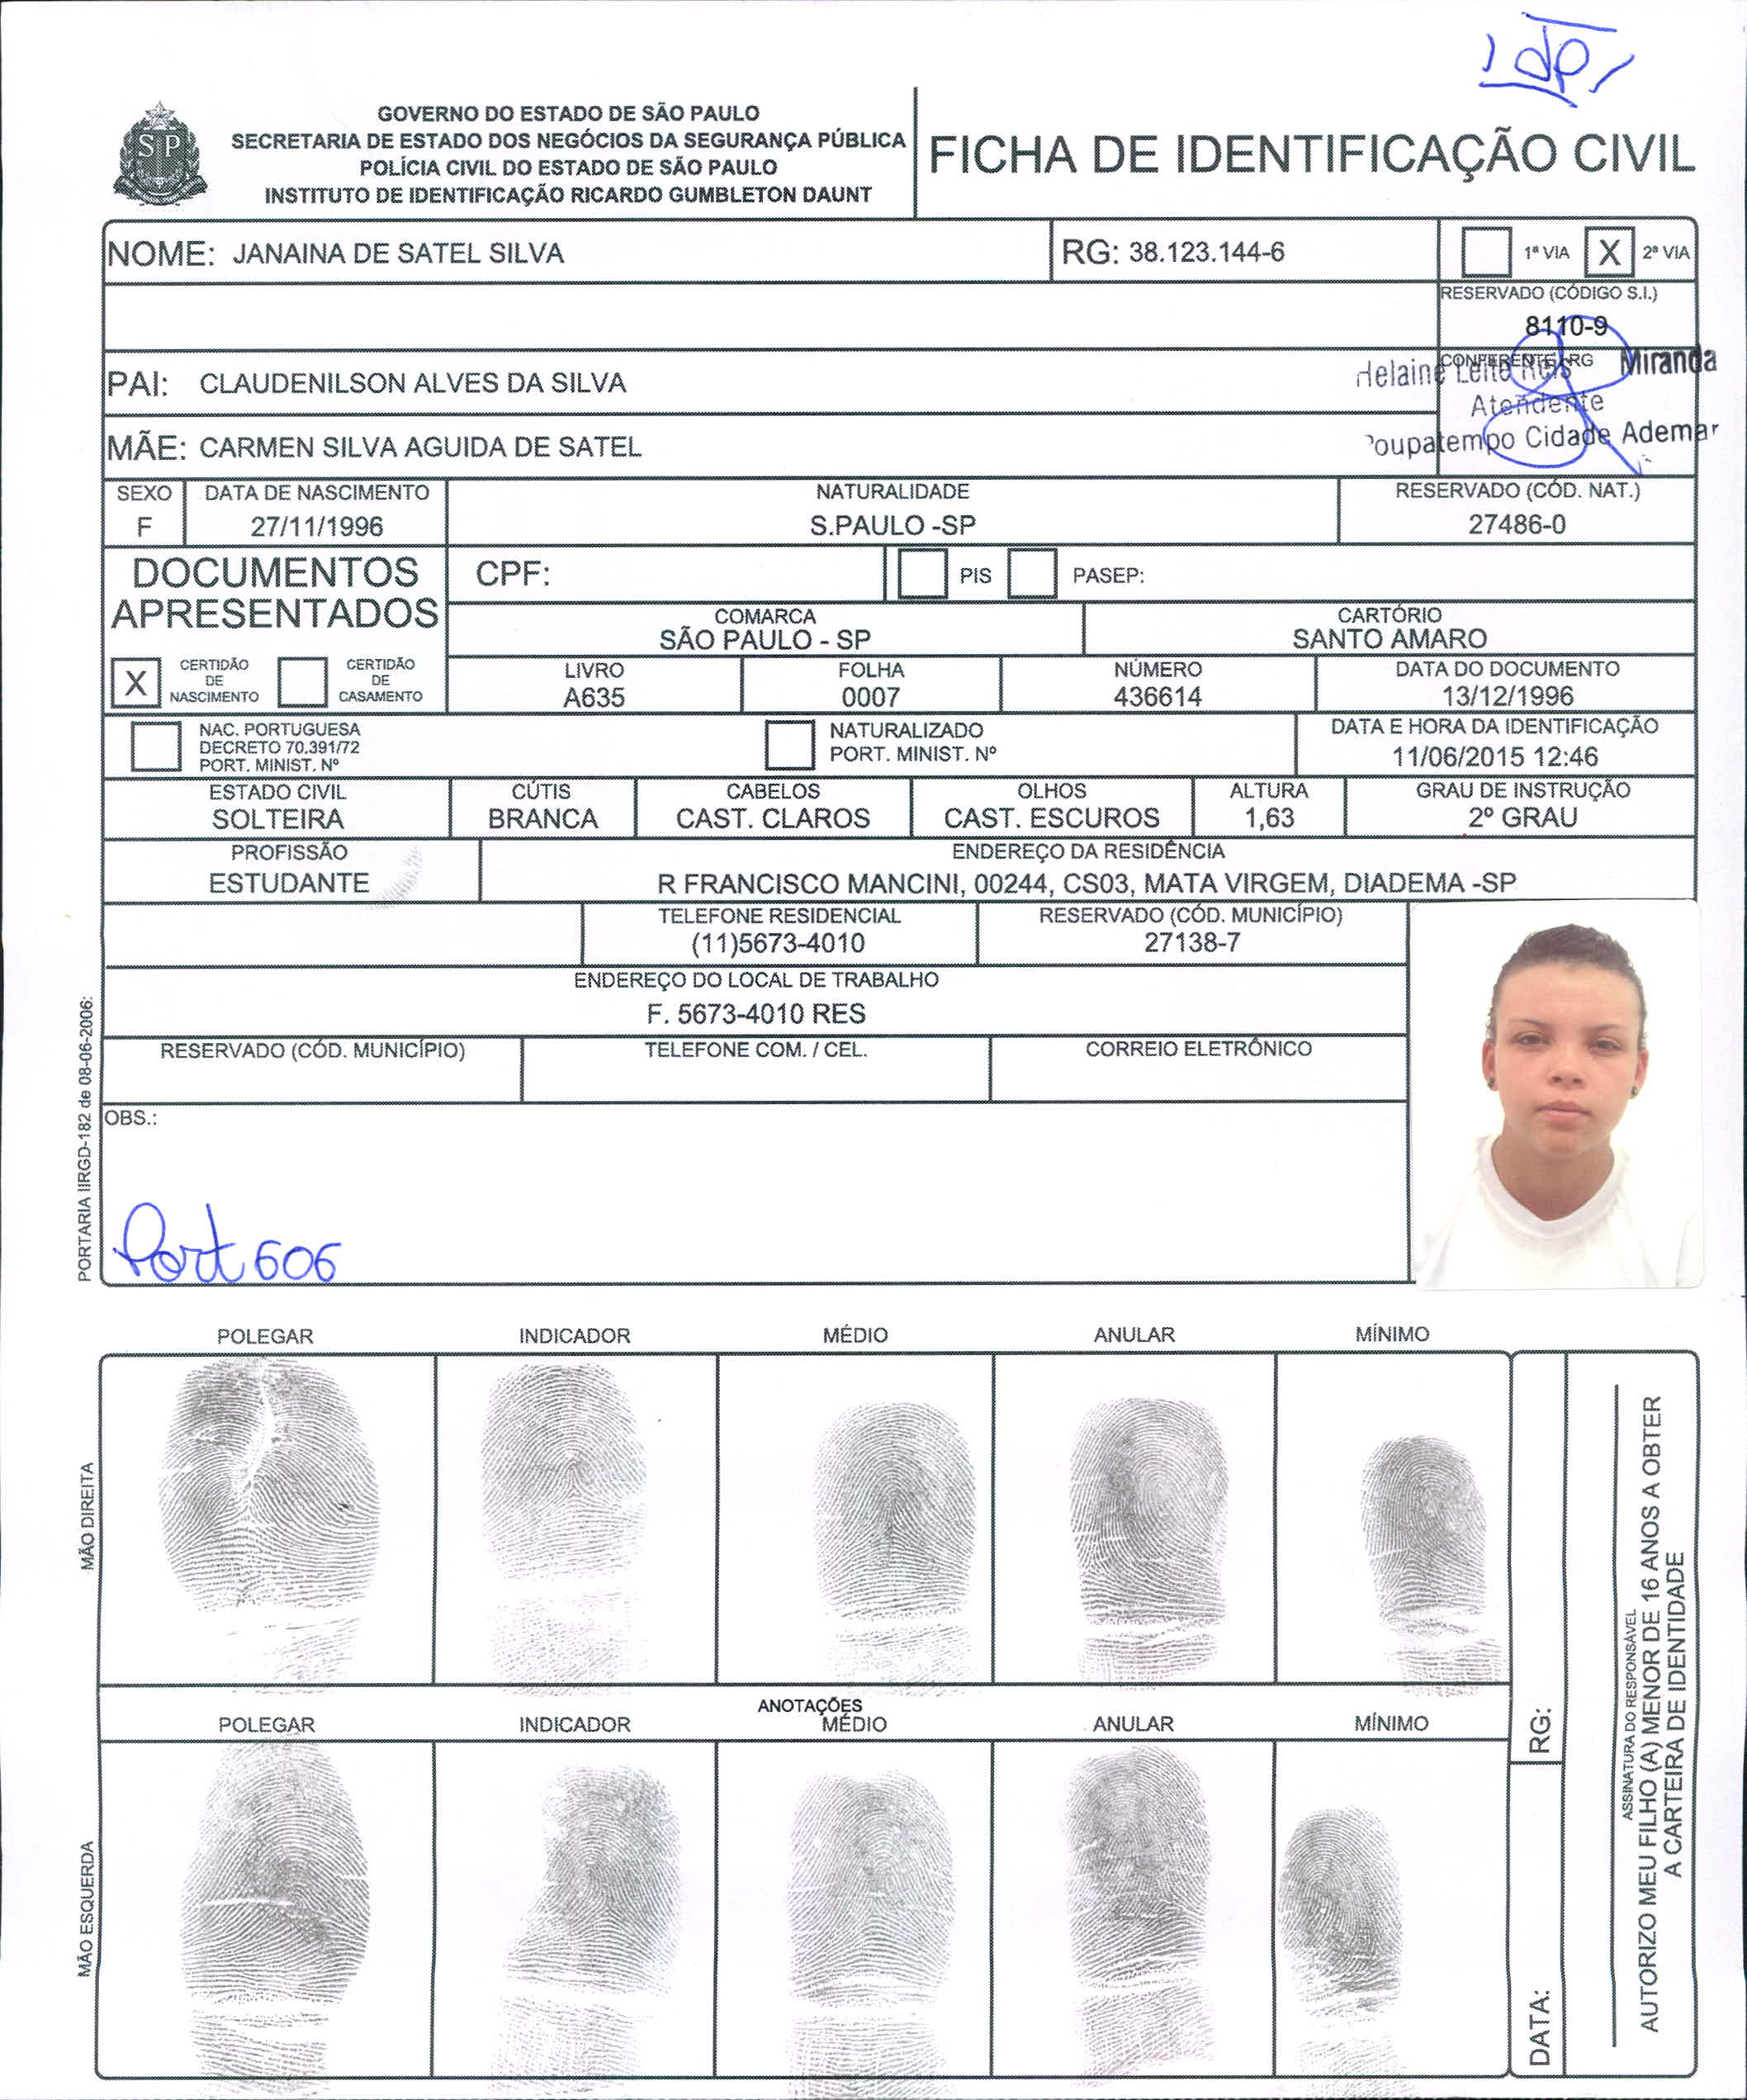 1dp1
GOVERNO DO ESTADO DE SÃO PAULO
SECRETARIA DE ESTADO DOS NEGÓCIOS DA SEGURANÇA PÚBLICA
POLÍCIA CIVIL DO ESTADO DE SÃO PAULO
INSTITUTO DE IDENTIFICAÇÃO RICARDO GUMBLETON DAUNT
SP
FICHA DE IDENTIFICAÇÃO CIVIL
NOME: JANAINA DE SATEL SILVA
RG: 38.123.144-6
1ª VIA X 2ª VIA
RESERVADO (CÓDIGO S.I.)
8110-9
PAI: CLAUDENILSON ALVES DA SILVA
CONFERENTE/RG
Helaine Leite Reis Miranda
Atendente
Poupatempo Cidade Ademar
MÃE: CARMEN SILVA AGUIDA DE SATEL
SEXO DATA DE NASCIMENTO NATURALIDADE RESERVADO (CÓD. NAT.)
F 27/11/1996 S.PAULO -SP 27486-0
DOCUMENTOS
APRESENTADOS
CPF: PIS PASEP:
COMARCA CARTÓRIO
SÃO PAULO - SP SANTO AMARO
X CERTIDÃO DE NASCIMENTO CERTIDÃO DE CASAMENTO
LIVRO FOLHA NÚMERO DATA DO DOCUMENTO
A635 0007 436614 13/12/1996
NAC. PORTUGUESA
DECRETO 70.391/72
PORT. MINIST. Nº
NATURALIZADO
PORT. MINIST. Nº
DATA E HORA DA IDENTIFICAÇÃO
11/06/2015 12:46
ESTADO CIVIL CÚTIS CABELOS OLHOS ALTURA GRAU DE INSTRUÇÃO
SOLTEIRA BRANCA CAST. CLAROS CAST. ESCUROS 1,63 2º GRAU
PROFISSÃO ENDEREÇO DA RESIDÊNCIA
ESTUDANTE R FRANCISCO MANCINI, 00244, CS03, MATA VIRGEM, DIADEMA -SP
TELEFONE RESIDENCIAL RESERVADO (CÓD. MUNICÍPIO)
(11)5673-4010 27138-7
ENDEREÇO DO LOCAL DE TRABALHO
F. 5673-4010 RES
RESERVADO (CÓD. MUNICÍPIO) TELEFONE COM. / CEL. CORREIO ELETRÔNICO
OBS.:
Port 606
PORTARIA IIRGD-182 de 08-06-2006:
POLEGAR INDICADOR MÉDIO ANULAR MÍNIMO
MÃO DIREITA
ANOTAÇÕES
POLEGAR INDICADOR MÉDIO ANULAR MÍNIMO
MÃO ESQUERDA
RG:
DATA:
ASSINATURA DO RESPONSÁVEL
AUTORIZO MEU FILHO (A) MENOR DE 16 ANOS A OBTER
A CARTEIRA DE IDENTIDADE